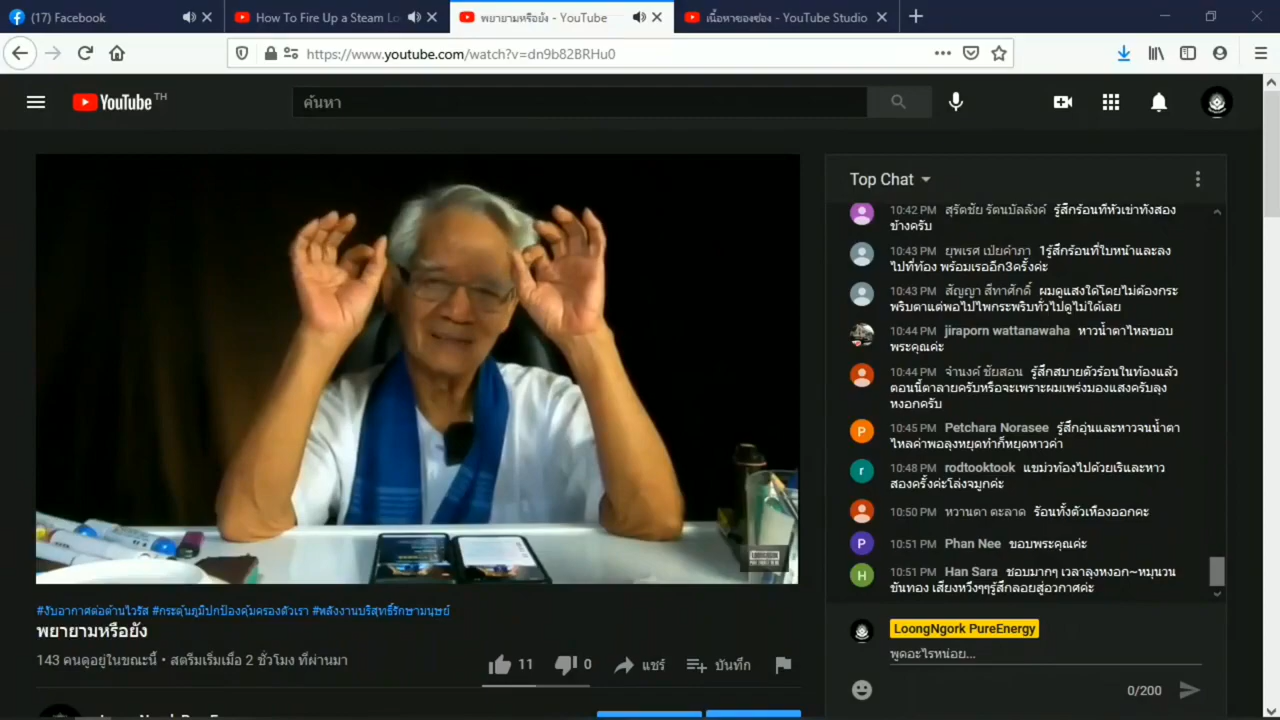 (17) Facebook
How To Fire Up a Steam Lo
พยายามหรือยัง - YouTube
เนื้อหาของช่อง - YouTube Studio
https://www.youtube.com/watch?v=dn9b82BRHu0
YouTube TH
ค้นหา
Top Chat
10:42 PM สุรัตชัย รัตนบัลลังค์ รู้สึกร้อนที่หัวเข่าทั้งสอง
ข้างครับ
10:43 PM ยุพเรศ เปียคำภา 1รู้สึกร้อนที่ใบหน้าและลง
ไปที่ท้อง พร้อมเรออีก3ครั้งค่ะ
10:43 PM สัญญา สีทาศักดิ์ ผมดูแสงได้โดยไม่ต้องกระ
พริบตาแต่พอไปไพกระพริบทั่วไปดูไม่ใด้เลย
10:44 PM jiraporn wattanawaha หาวน้ำตาไหลขอบ
พระคุณค่ะ
10:44 PM จำนงค์ ชัยสอน รู้สึกสบายตัวร้อนในท้องแล้ว
ตอนนี้ตาลายครับหรือจะเพราะผมเพร่งมองแสงครับลุง
หงอกครับ
10:45 PM Petchara Norasee รู้สึกอุ่นและหาวจนน้ำตา
ไหลค่าพอลุงหยุดทำก็หยุดหาวค่า
10:48 PM rodtooktook แขม่วท้องไปด้วยเริและหาว
สองครั้งค่ะโล่งจมูกค่ะ
10:50 PM หวานดา ตะลาด ร้อนทั้งตัวเหืองออกคะ
10:51 PM Phan Nee ขอบพระคุณค่ะ
10:51 PM Han Sara ชอบมากๆ เวลาลุงหงอก~หมุนวน
ขันทอง เสียงหวึ่งๆๆรู้สึกลอยสู่อวกาศค่ะ
LoongNgork PureEnergy
พูดอะไรหน่อย...
0/200
#งับอากาศต่อต้านไวรัส #กระตุ้นภูมิปกป้องคุ้มครองตัวเรา #พลังงานบริสุทธิ์รักษามนุษย์
พยายามหรือยัง
143 คนดูอยู่ในขณะนี้ • สตรีมเริ่มเมื่อ 2 ชั่วโมง ที่ผ่านมา
11
0
แชร์
บันทึก